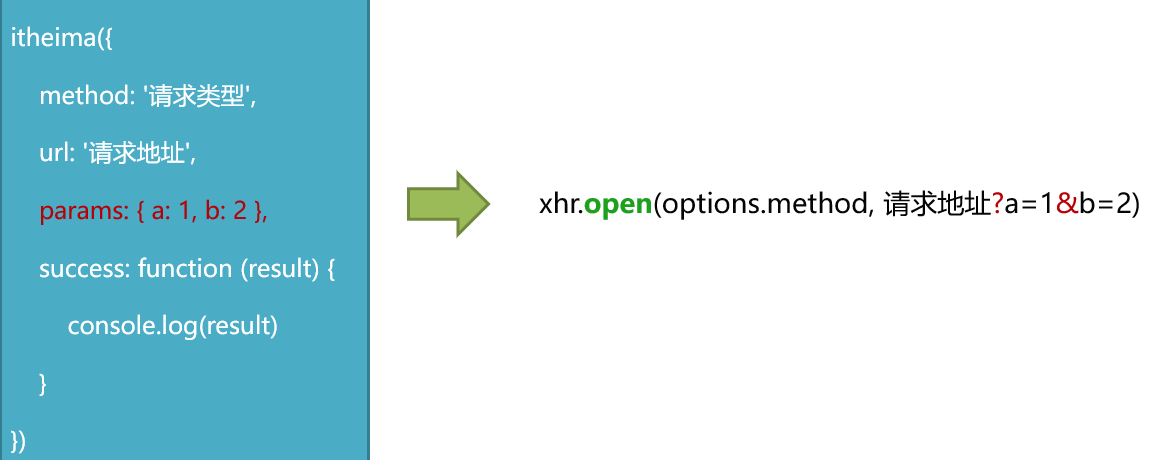 itheima({
method: '请求类型',
url: '请求地址',
params: { a: 1, b: 2 },
success: function (result) {
console.log(result)
}
})
xhr.open(options.method, 请求地址?a=1&b=2)